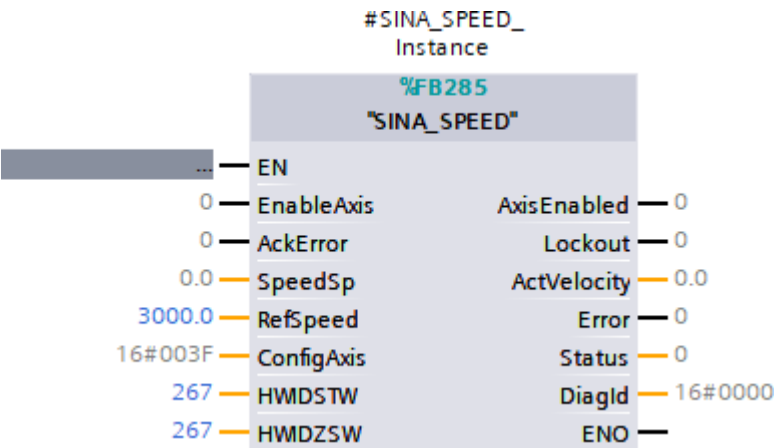 #SINA_SPEED_
Instance
%FB285
"SINA_SPEED"
... EN
0 EnableAxis AxisEnabled 0
0 AckError Lockout 0
0.0 SpeedSp ActVelocity 0.0
3000.0 RefSpeed Error 0
16#003F ConfigAxis Status 0
267 HWIDSTW DiagId 16#0000
267 HWIDZSW ENO